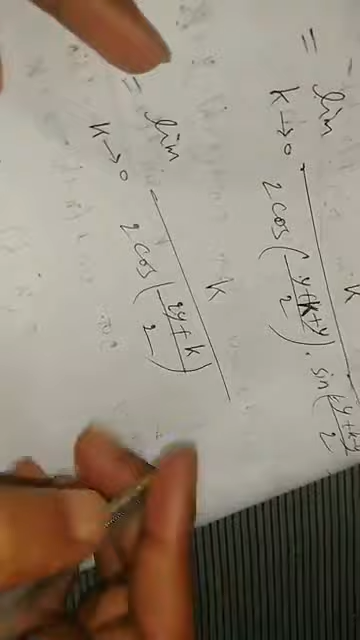 = lim k→0 k / 2cos((y+k+y)/2) . sin((y+k-y)/2)
= lim k→0 k / 2cos((2y+k)/2)